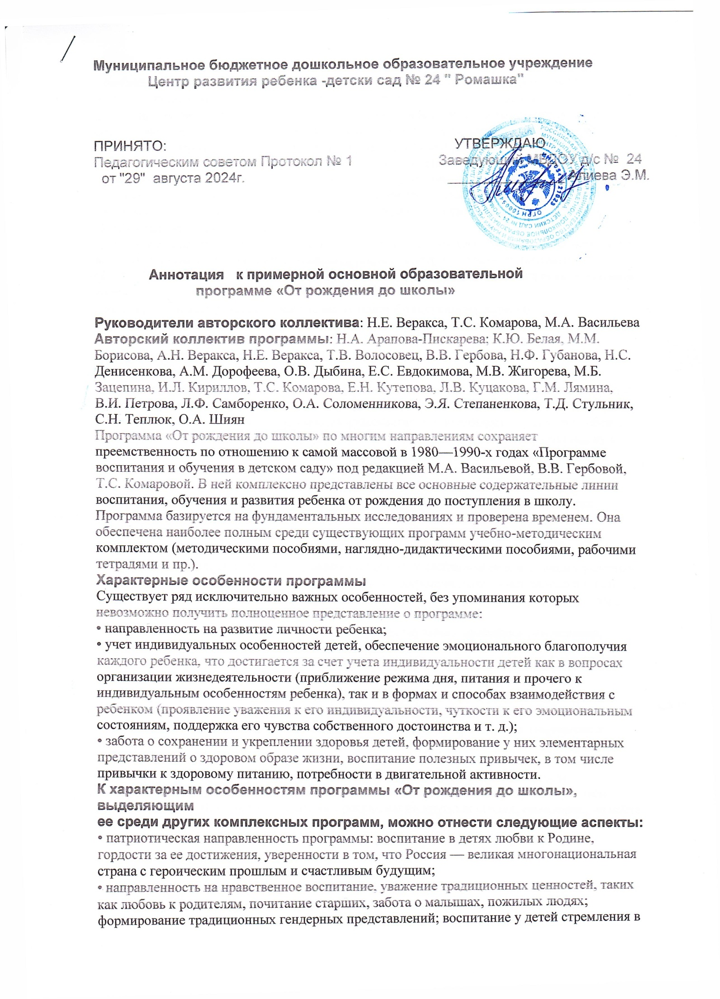 Муниципальное бюджетное дошкольное образовательное учреждение
Центр развития ребенка -детски сад № 24 " Ромашка"
ПРИНЯТО:
Педагогическим советом Протокол № 1
от "29" августа 2024г.
УТВЕРЖДАЮ
Заведующий МБДОУ д/с № 24
Алиева Э.М.
Аннотация к примерной основной образовательной
программе «От рождения до школы»
Руководители авторского коллектива: Н.Е. Веракса, Т.С. Комарова, М.А. Васильева
Авторский коллектив программы: Н.А. Арапова-Пискарева; К.Ю. Белая, М.М.
Борисова, А.Н. Веракса, Н.Е. Веракса, Т.В. Волосовец, В.В. Гербова, Н.Ф. Губанова, Н.С.
Денисенкова, А.М. Дорофеева, О.В. Дыбина, Е.С. Евдокимова, М.В. Жигорева, М.Б.
Зацепина, И.Л. Кириллов, Т.С. Комарова, Е.Н. Кутепова, Л.В. Куцакова, Г.М. Лямина,
В.И. Петрова, Л.Ф. Самборенко, О.А. Соломенникова, Э.Я. Степаненкова, Т.Д. Стульник,
С.Н. Теплюк, О.А. Шиян
Программа «От рождения до школы» по многим направлениям сохраняет
преемственность по отношению к самой массовой в 1980—1990-х годах «Программе
воспитания и обучения в детском саду» под редакцией М.А. Васильевой, В.В. Гербовой,
Т.С. Комаровой. В ней комплексно представлены все основные содержательные линии
воспитания, обучения и развития ребенка от рождения до поступления в школу.
Программа базируется на фундаментальных исследованиях и проверена временем. Она
обеспечена наиболее полным среди существующих программ учебно-методическим
комплектом (методическими пособиями, наглядно-дидактическими пособиями, рабочими
тетрадями и пр.).
Характерные особенности программы
Существует ряд исключительно важных особенностей, без упоминания которых
невозможно получить полноценное представление о программе:
• направленность на развитие личности ребенка;
• учет индивидуальных особенностей детей, обеспечение эмоционального благополучия
каждого ребенка, что достигается за счет учета индивидуальности детей как в вопросах
организации жизнедеятельности (приближение режима дня, питания и прочего к
индивидуальным особенностям ребенка), так и в формах и способах взаимодействия с
ребенком (проявление уважения к его индивидуальности, чуткости к его эмоциональным
состояниям, поддержка его чувства собственного достоинства и т. д.);
• забота о сохранении и укреплении здоровья детей, формирование у них элементарных
представлений о здоровом образе жизни, воспитание полезных привычек, в том числе
привычки к здоровому питанию, потребности в двигательной активности.
К характерным особенностям программы «От рождения до школы»,
выделяющим
ее среди других комплексных программ, можно отнести следующие аспекты:
• патриотическая направленность программы: воспитание в детях любви к Родине,
гордости за ее достижения, уверенности в том, что Россия — великая многонациональная
страна с героическим прошлым и счастливым будущим;
• направленность на нравственное воспитание, уважение традиционных ценностей, таких
как любовь к родителям, почитание старших, забота о малышах, пожилых людях;
формирование традиционных гендерных представлений; воспитание у детей стремления в